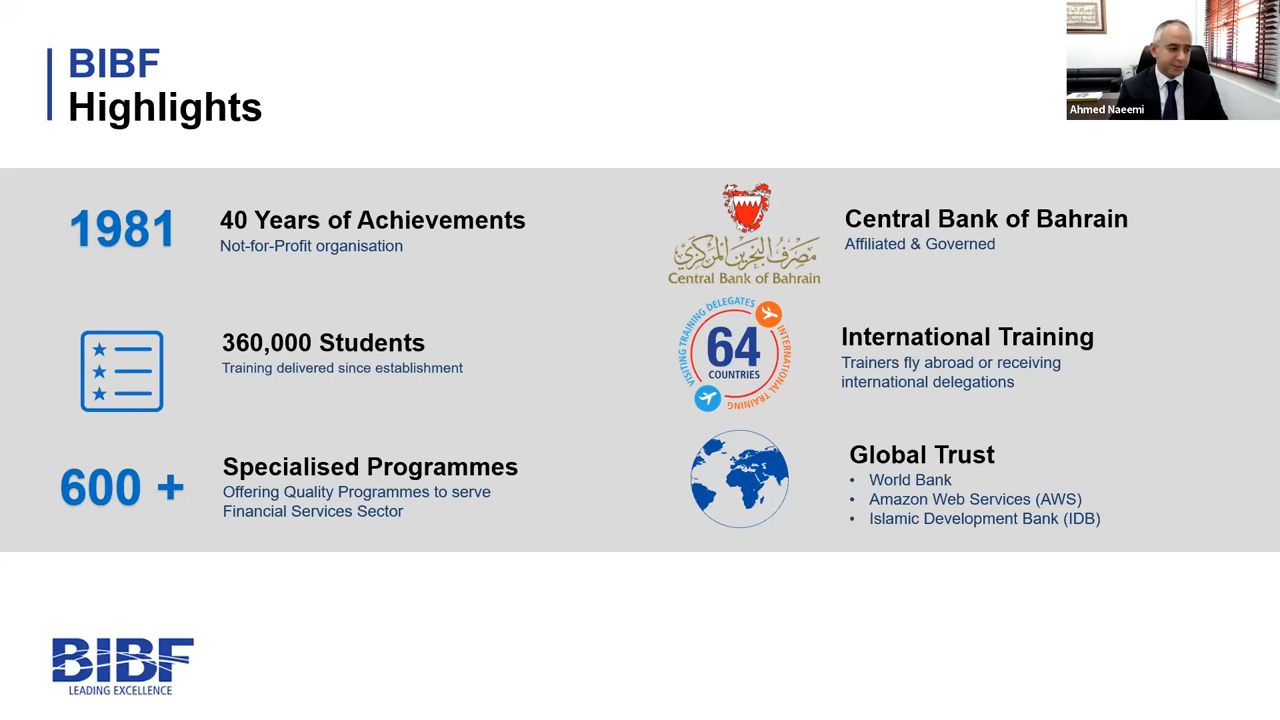 BIBF
Highlights
Ahmed Naeemi
1981
40 Years of Achievements
Not-for-Profit organisation
360,000 Students
Training delivered since establishment
600 +
Specialised Programmes
Offering Quality Programmes to serve
Financial Services Sector
مصرف البحرين المركزي
Central Bank of Bahrain
Central Bank of Bahrain
Affiliated & Governed
VISITING TRAINING DELEGATES
INTERNATIONAL TRAINING
64
COUNTRIES
International Training
Trainers fly abroad or receiving
international delegations
Global Trust
• World Bank
• Amazon Web Services (AWS)
• Islamic Development Bank (IDB)
BIBF
LEADING EXCELLENCE